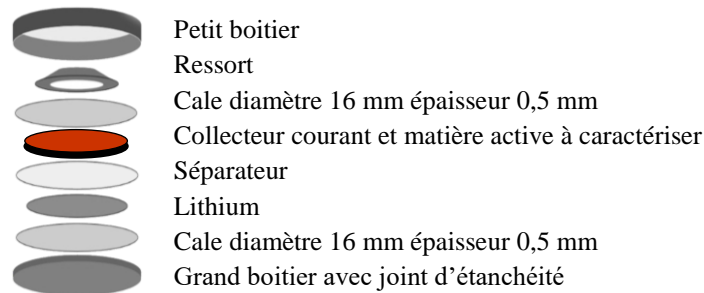 Petit boitier
Ressort
Cale diamètre 16 mm épaisseur 0,5 mm
Collecteur courant et matière active à caractériser
Séparateur
Lithium
Cale diamètre 16 mm épaisseur 0,5 mm
Grand boitier avec joint d’étanchéité